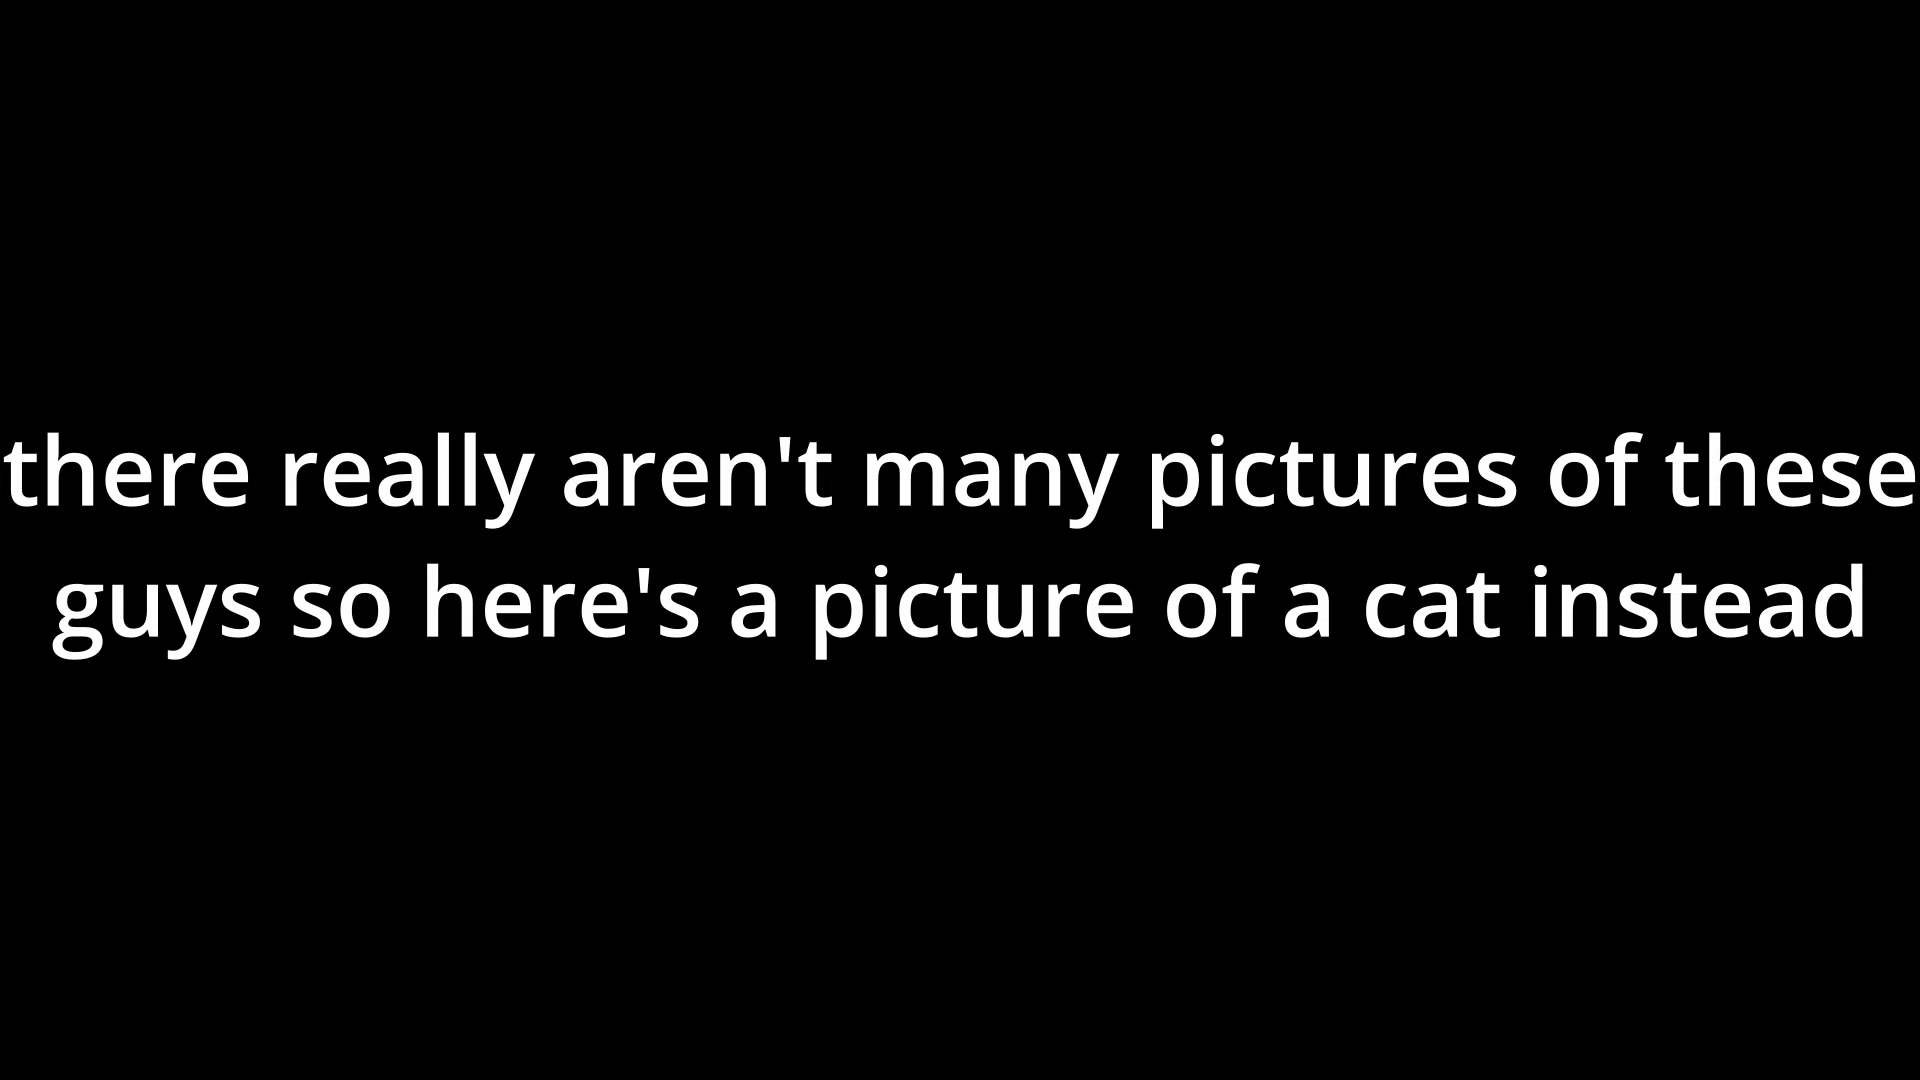 there really aren't many pictures of these
guys so here's a picture of a cat instead